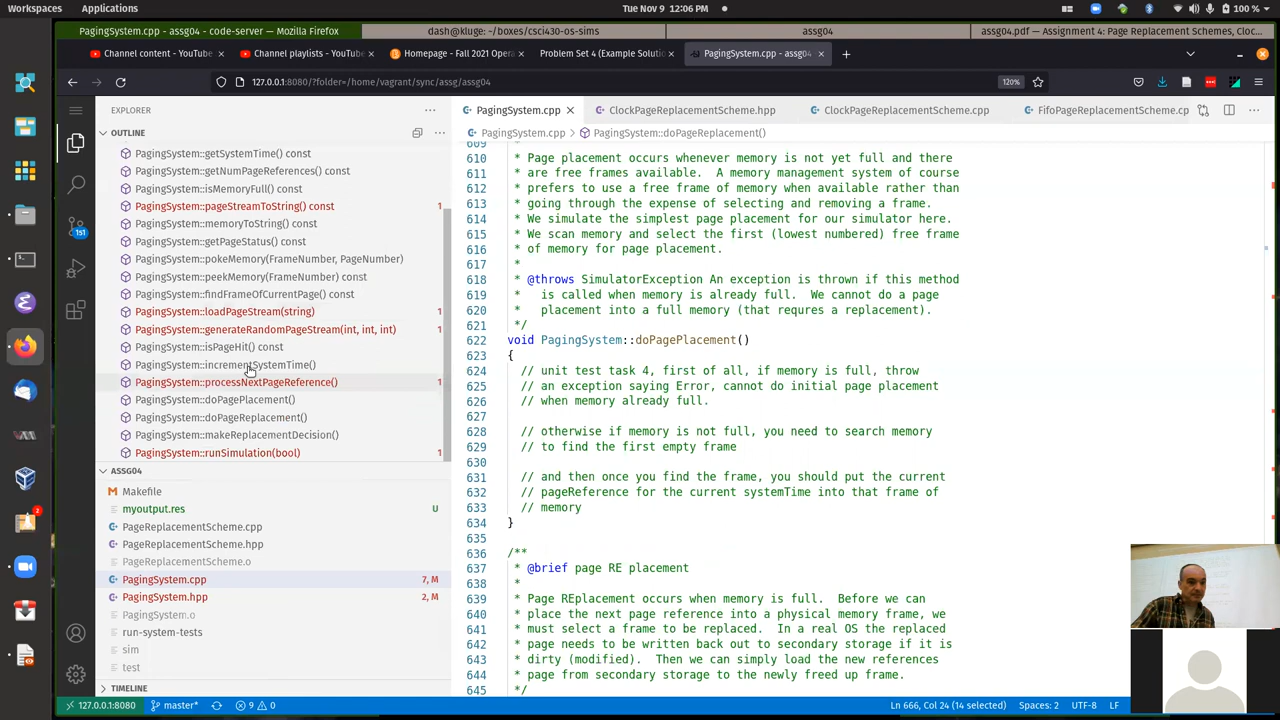 Workspaces Applications Tue Nov 9 12:06 PM 100 %
PagingSystem.cpp - assg04 - code-server — Mozilla Firefox
dash@kluge: ~/boxes/csci430-os-sims
assg04
assg04.pdf — Assignment 4: Page Replacement Schemes, Cloc...
Channel content - YouTube
Channel playlists - YouTube
Homepage - Fall 2021 Opera
Problem Set 4 (Example Solutio
PagingSystem.cpp - assg04
127.0.0.1:8080/?folder=/home/vagrant/sync/assg/assg04
120%
EXPLORER
OUTLINE
PagingSystem::getSystemTime() const
PagingSystem::getNumPageReferences() const
PagingSystem::isMemoryFull() const
PagingSystem::pageStreamToString() const 1
PagingSystem::memoryToString() const
PagingSystem::getPageStatus() const
PagingSystem::pokeMemory(FrameNumber, PageNumber)
PagingSystem::peekMemory(FrameNumber) const
PagingSystem::findFrameOfCurrentPage() const
PagingSystem::loadPageStream(string) 1
PagingSystem::generateRandomPageStream(int, int, int) 1
PagingSystem::isPageHit() const
PagingSystem::incrementSystemTime()
PagingSystem::processNextPageReference() 1
PagingSystem::doPagePlacement()
PagingSystem::doPageReplacement()
PagingSystem::makeReplacementDecision()
PagingSystem::runSimulation(bool) 1
ASSG04
Makefile
myoutput.res U
PageReplacementScheme.cpp
PageReplacementScheme.hpp
PageReplacementScheme.o
PagingSystem.cpp 7, M
PagingSystem.hpp 2, M
PagingSystem.o
run-system-tests
sim
test
TIMELINE
151
2
PagingSystem.cpp
ClockPageReplacementScheme.hpp
ClockPageReplacementScheme.cpp
FifoPageReplacementScheme.cp
PagingSystem.cpp > PagingSystem::doPageReplacement()
609
610 * Page placement occurs whenever memory is not yet full and there
611 * are free frames available. A memory management system of course
612 * prefers to use a free frame of memory when available rather than
613 * going through the expense of selecting and removing a frame.
614 * We simulate the simplest page placement for our simulator here.
615 * We scan memory and select the first (lowest numbered) free frame
616 * of memory for page placement.
617 *
618 * @throws SimulatorException An exception is thrown if this method
619 * is called when memory is already full. We cannot do a page
620 * placement into a full memory (that requres a replacement).
621 */
622 void PagingSystem::doPagePlacement()
623 {
624 // unit test task 4, first of all, if memory is full, throw
625 // an exception saying Error, cannot do initial page placement
626 // when memory already full.
627
628 // otherwise if memory is not full, you need to search memory
629 // to find the first empty frame
630
631 // and then once you find the frame, you should put the current
632 // pageReference for the current systemTime into that frame of
633 // memory
634 }
635
636 /**
637 * @brief page RE placement
638 *
639 * Page REplacement occurs when memory is full. Before we can
640 * place the next page reference into a physical memory frame, we
641 * must select a frame to be replaced. In a real OS the replaced
642 * page needs to be written back out to secondary storage if it is
643 * dirty (modified). Then we can simply load the new references
644 * page from secondary storage to the newly freed up frame.
645 */
127.0.0.1:8080 master* 9 0 Ln 666, Col 24 (14 selected) Spaces: 2 UTF-8 LF